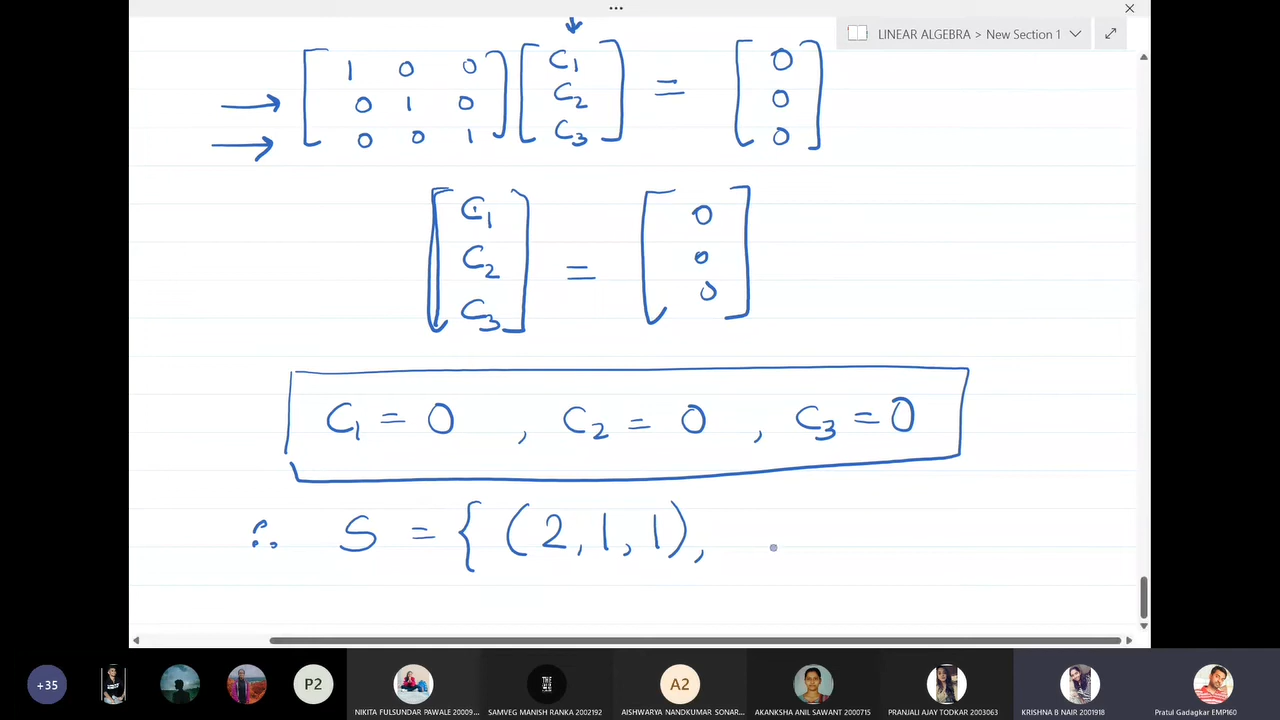 LINEAR ALGEBRA > New Section 1
[ 1 0 0 ] [ C1 ] = [ 0 ]
[ 0 1 0 ] [ C2 ] [ 0 ]
[ 0 0 1 ] [ C3 ] [ 0 ]
[ C1 ] = [ 0 ]
[ C2 ] [ 0 ]
[ C3 ] [ 0 ]
C1 = 0 , C2 = 0 , C3 = 0
∴ S = { (2,1,1),
+35 P2 A2
NIKITA FULSUNDAR PAWALE 20009... SAMVEG MANISH RANKA 2002192 AISHWARYA NANDKUMAR SONAR... AKANKSHA ANIL SAWANT 2000715 PRANJALI AJAY TODKAR 2003063 KRISHNA B NAIR 2001918 Pratul Gadagkar EMP160